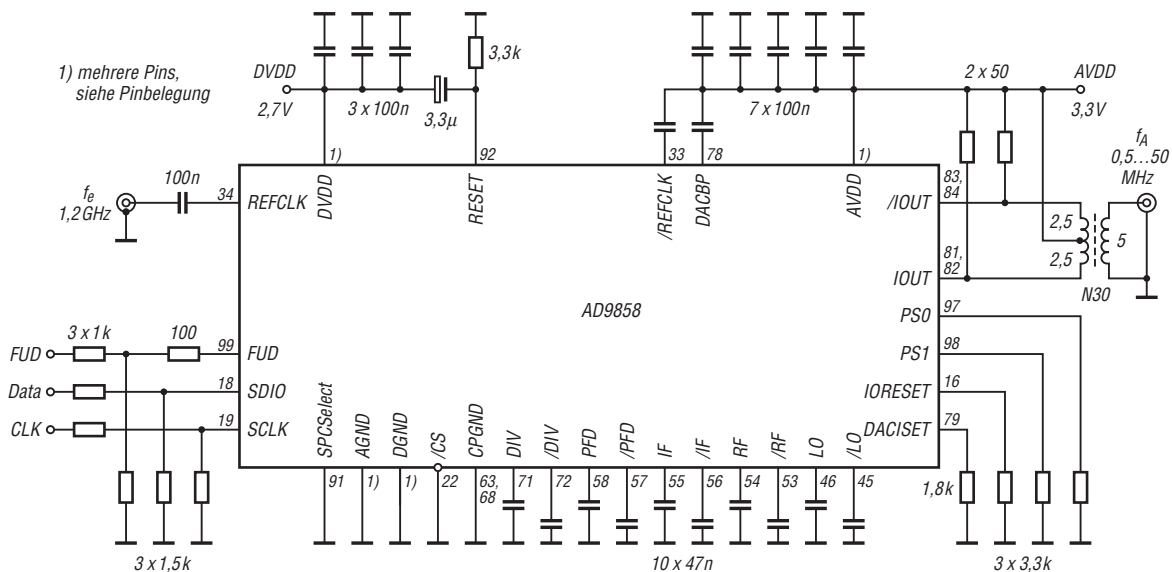 1) mehrere Pins,
siehe Pinbelegung
DVDD
2,7V
3 x 100n
3,3µ
3,3k
7 x 100n
2 x 50
AVDD
3,3V
fA
0,5...50
MHz
1)
92
33
78
1)
DVDD
RESET
/REFCLK
DACBP
AVDD
fe
1,2GHz
100n
34
REFCLK
83,
84
/IOUT
2,5
2,5
5
N30
81,
82
IOUT
AD9858
97
PS0
98
PS1
16
IORESET
79
DACISET
3 x 1k
100
FUD
99
FUD
Data
18
SDIO
CLK
19
SCLK
SPCSelect
AGND
DGND
/CS
CPGND
DIV
/DIV
PFD
/PFD
IF
/IF
RF
/RF
LO
/LO
91
1)
1)
22
63,
68
71
72
58
57
55
56
54
53
46
45
1,8k
3 x 1,5k
10 x 47n
3 x 3,3k